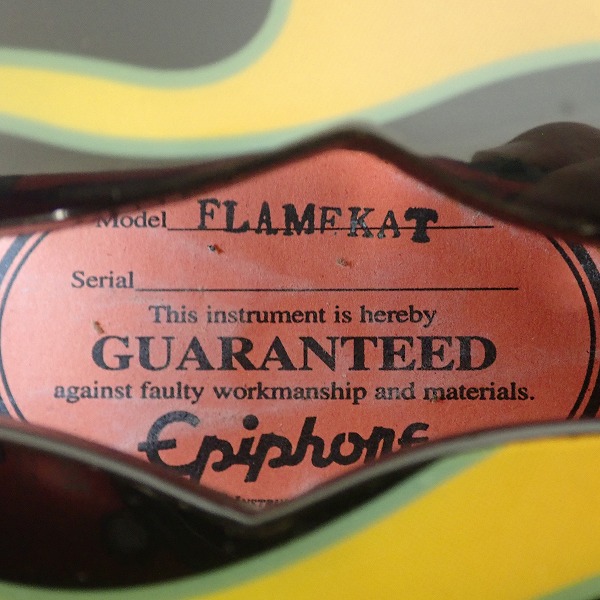 Model FLAMEKAT
Serial
This instrument is hereby
GUARANTEED
against faulty workmanship and materials.
Epiphone